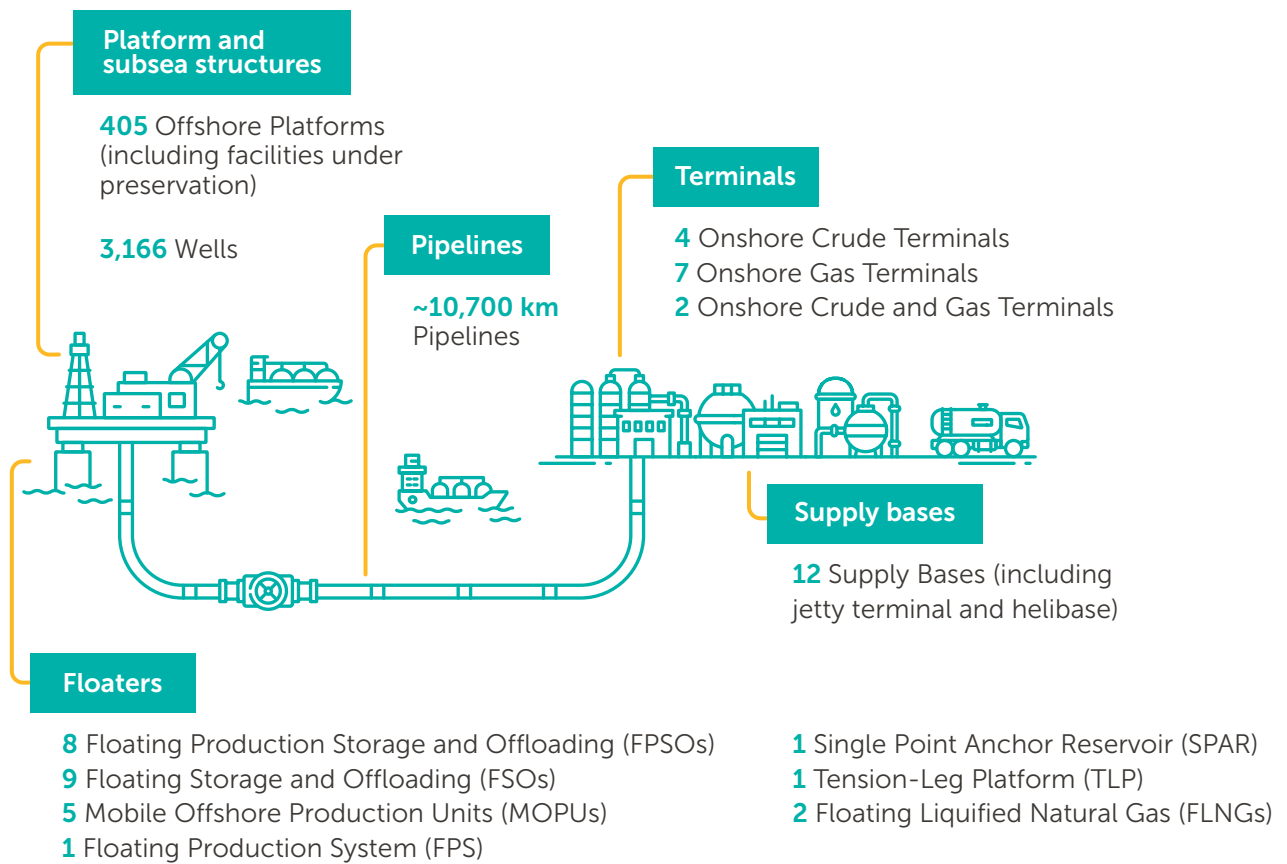 Platform and
subsea structures
405 Offshore Platforms
(including facilities under
preservation)
3,166 Wells
Pipelines
~10,700 km
Pipelines
Terminals
4 Onshore Crude Terminals
7 Onshore Gas Terminals
2 Onshore Crude and Gas Terminals
Supply bases
12 Supply Bases (including
jetty terminal and helibase)
Floaters
8 Floating Production Storage and Offloading (FPSOs)
9 Floating Storage and Offloading (FSOs)
5 Mobile Offshore Production Units (MOPUs)
1 Floating Production System (FPS)
1 Single Point Anchor Reservoir (SPAR)
1 Tension-Leg Platform (TLP)
2 Floating Liquified Natural Gas (FLNGs)